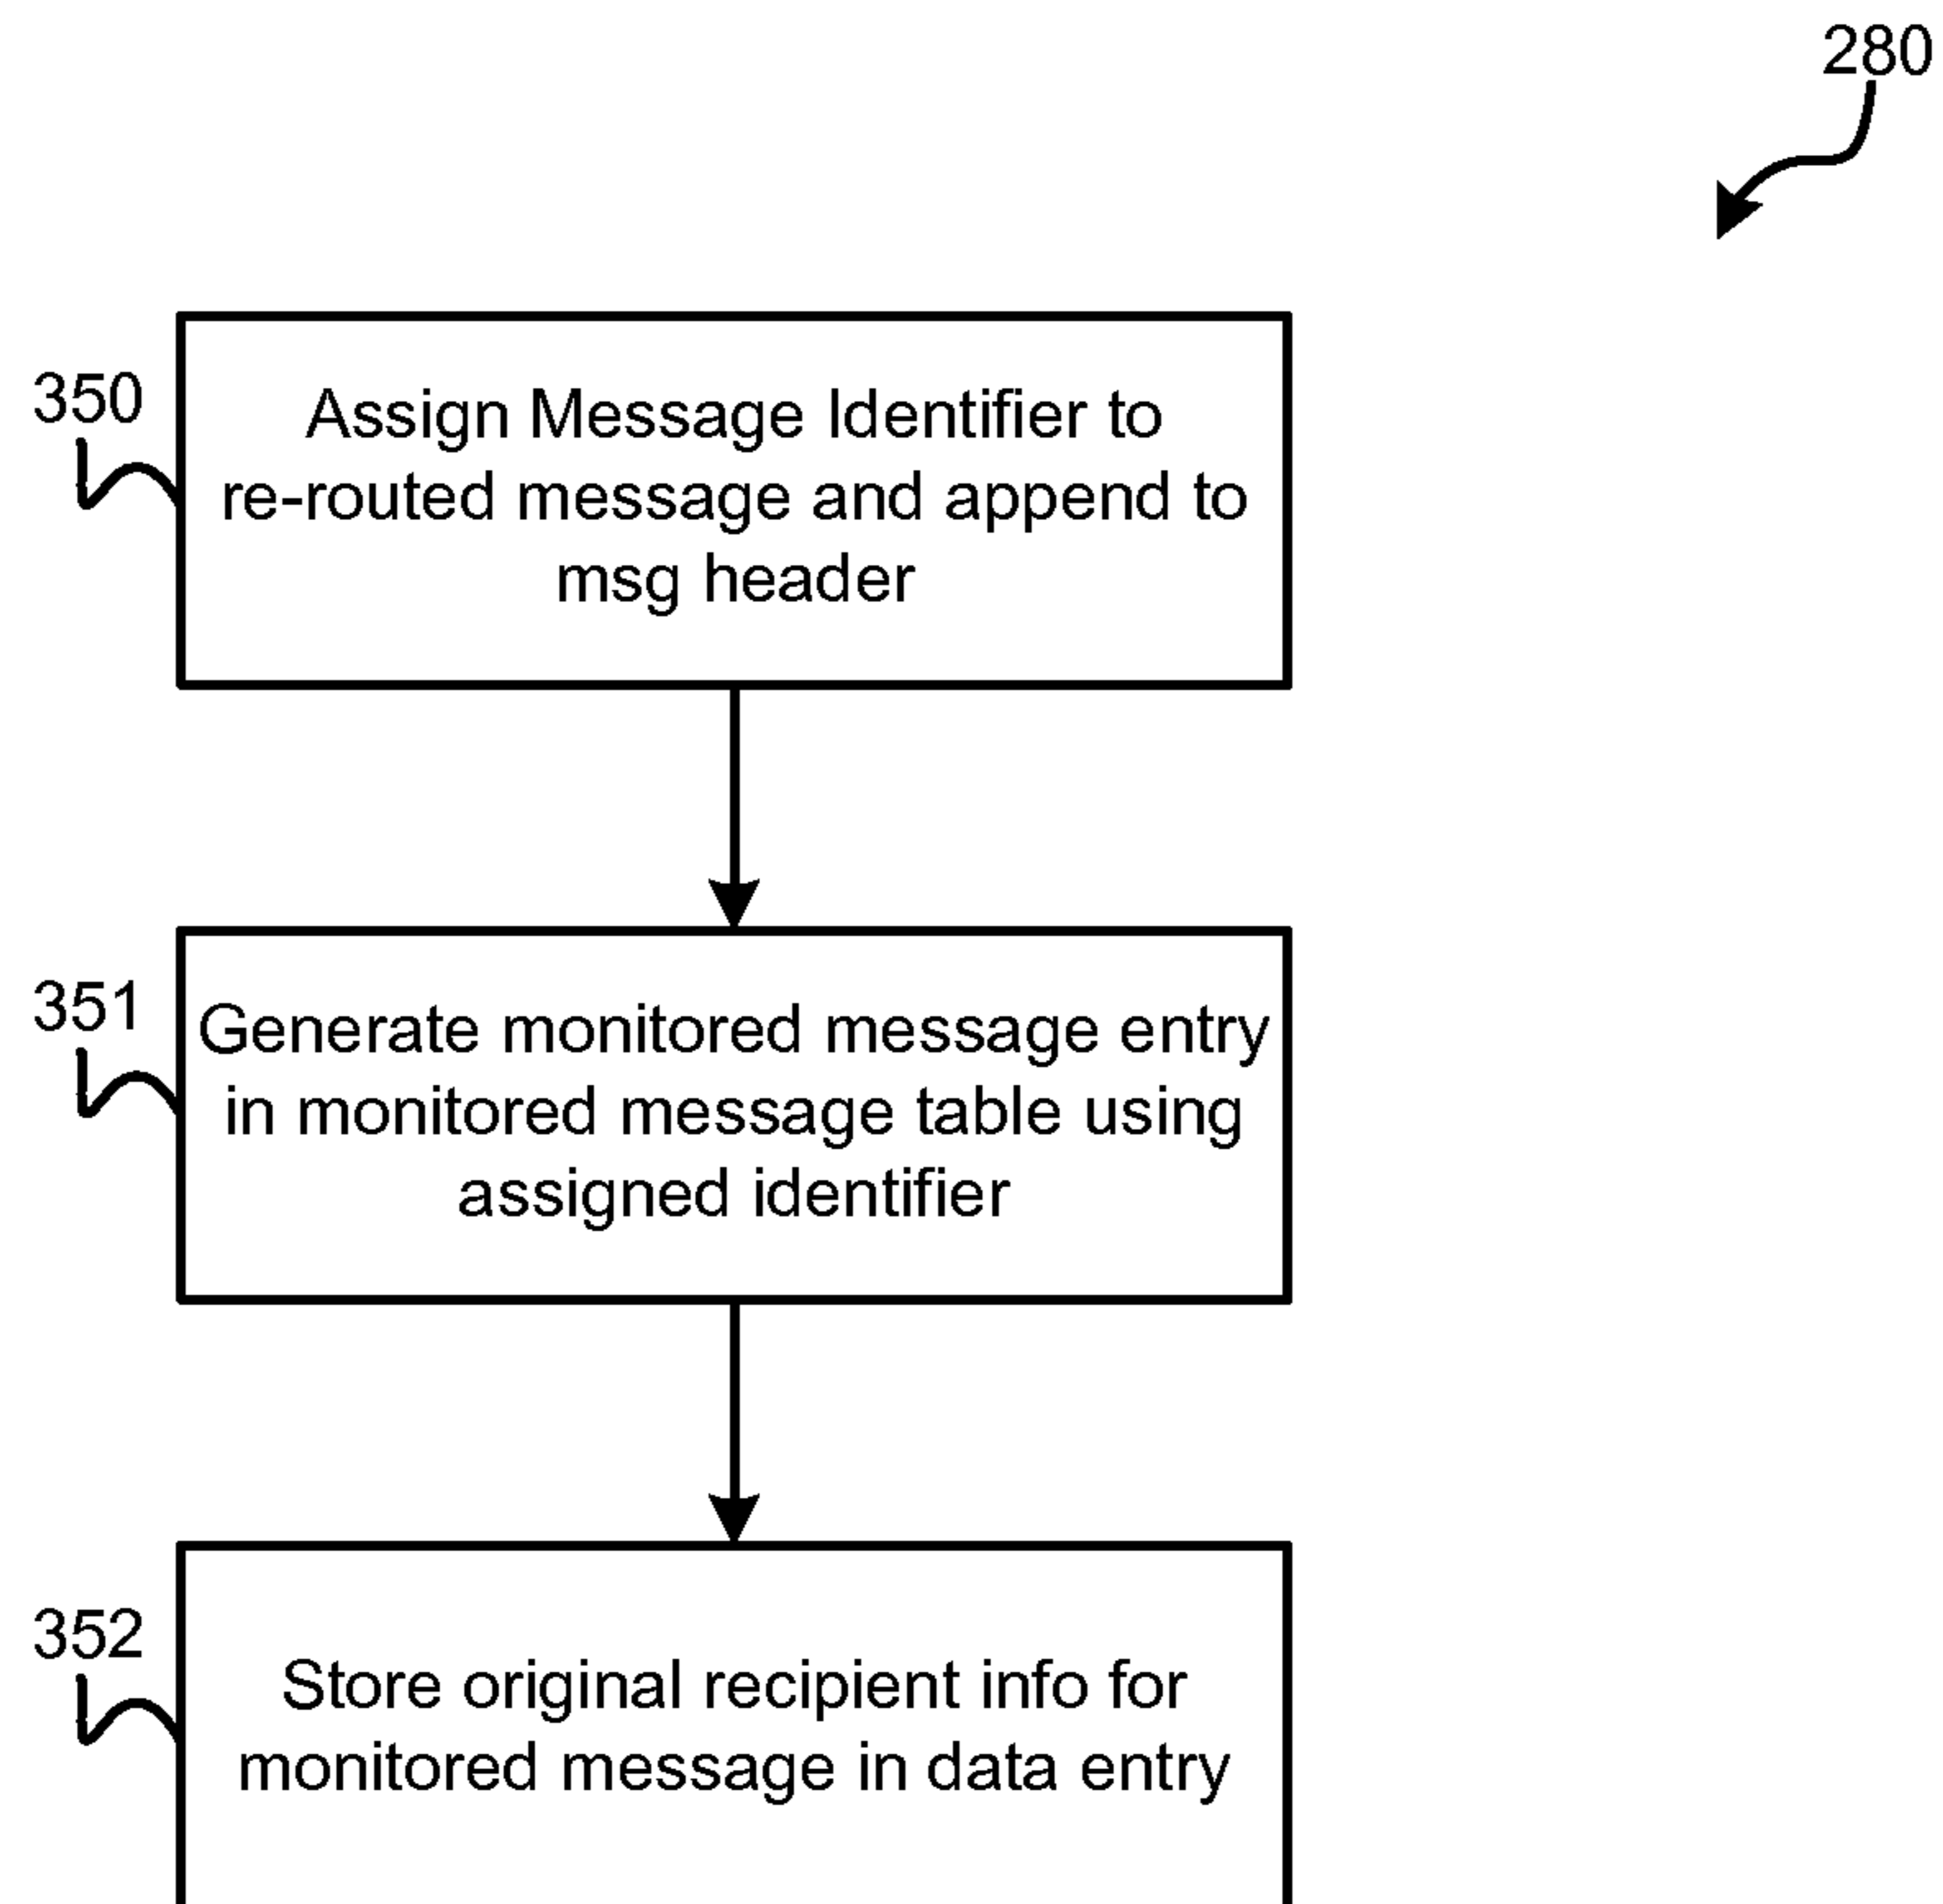 280
350
Assign Message Identifier to
re-routed message and append to
msg header
351
Generate monitored message entry
in monitored message table using
assigned identifier
352
Store original recipient info for
monitored message in data entry